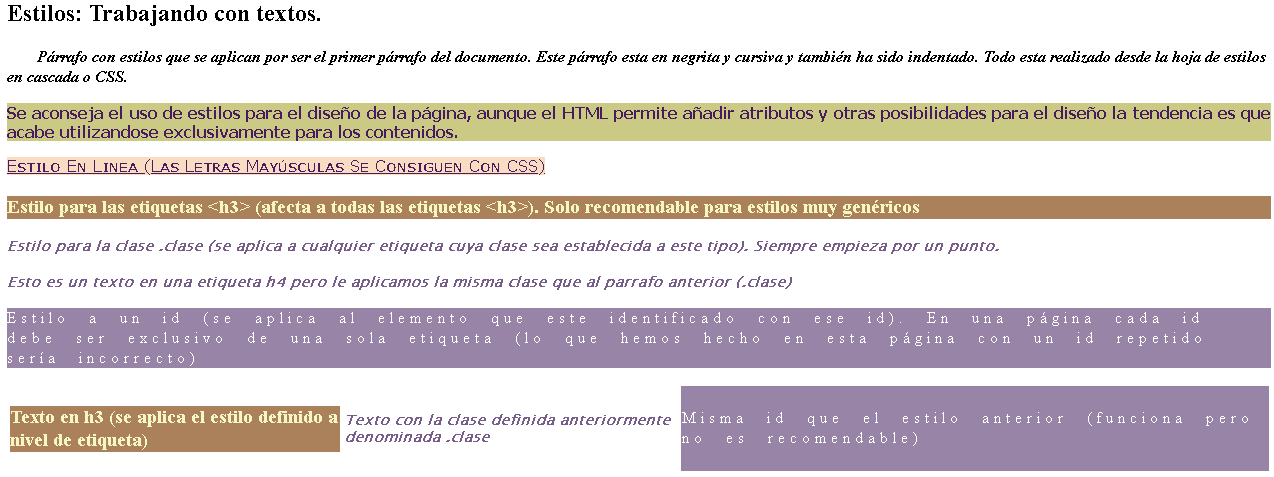 Estilos: Trabajando con textos.
Párrafo con estilos que se aplican por ser el primer párrafo del documento. Este párrafo esta en negrita y cursiva y también ha sido indentado. Todo esta realizado desde la hoja de estilos
en cascada o CSS.
Se aconseja el uso de estilos para el diseño de la página, aunque el HTML permite añadir atributos y otras posibilidades para el diseño la tendencia es que
acabe utilizandose exclusivamente para los contenidos.
Estilo En Linea (Las Letras Mayúsculas Se Consiguen Con CSS)
Estilo para las etiquetas <h3> (afecta a todas las etiquetas <h3>). Solo recomendable para estilos muy genéricos
Estilo para la clase .clase (se aplica a cualquier etiqueta cuya clase sea establecida a este tipo). Siempre empieza por un punto.
Esto es un texto en una etiqueta h4 pero le aplicamos la misma clase que al parrafo anterior (.clase)
Estilo a un id (se aplica al elemento que este identificado con ese id). En una página cada id
debe ser exclusivo de una sola etiqueta (lo que hemos hecho en esta página con un id repetido
sería incorrecto)
Texto en h3 (se aplica el estilo definido a
nivel de etiqueta)
Texto con la clase definida anteriormente
denominada .clase
Misma id que el estilo anterior (funciona pero
no es recomendable)